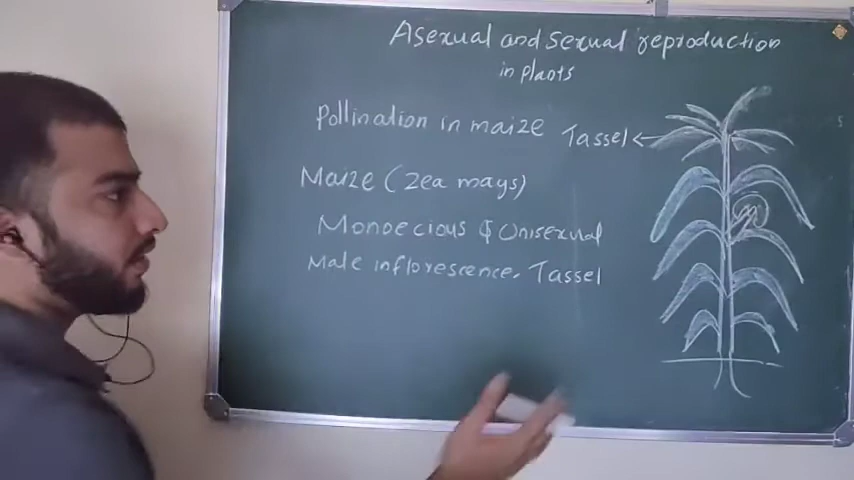 Asexual and sexual reproduction
in plants
Pollination in maize
Tassel
Maize (Zea mays)
Monoecious & Unisexual
Male inflorescence. Tassel